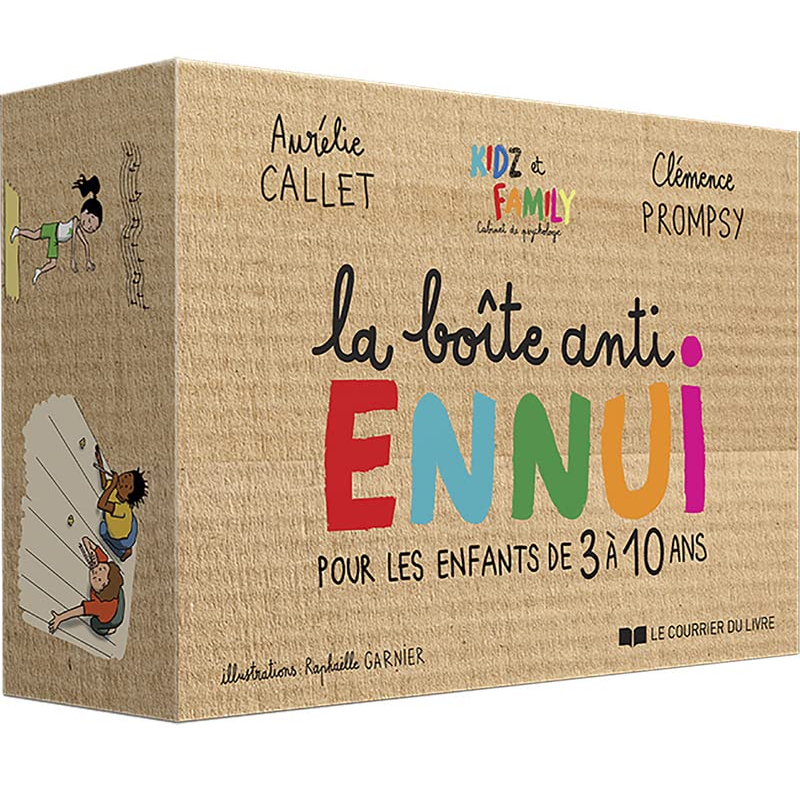 Aurélie
CALLET
KIDZ et
FAMILY
Cabinet de psychologie
Clémence
PROMPSY
la boîte anti
ENNUi
POUR LES ENFANTS DE 3 À 10 ANS
LE COURRIER DU LIVRE
illustrations: Raphaëlle GARNIER